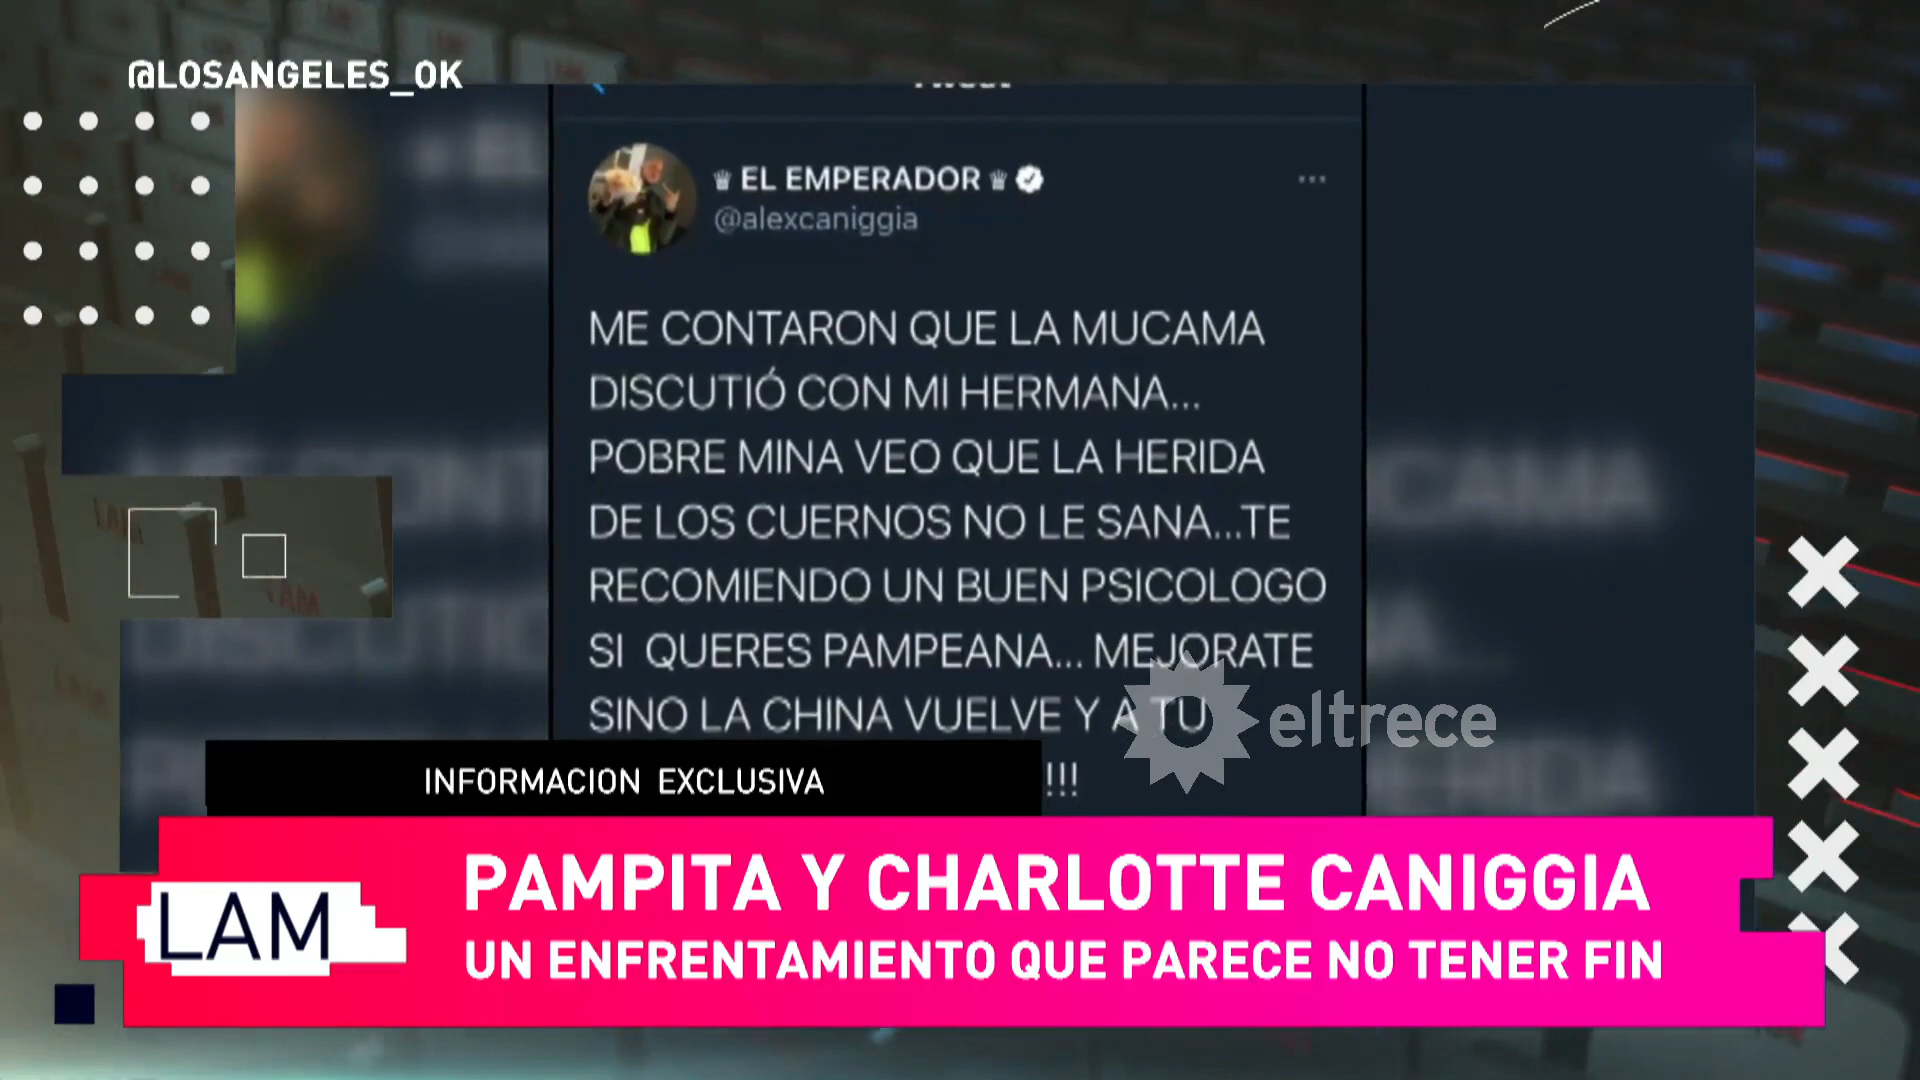 @LOSANGELES_OK
EL EMPERADOR
@alexcaniggia
ME CONTARON QUE LA MUCAMA
DISCUTIÓ CON MI HERMANA...
POBRE MINA VEO QUE LA HERIDA
DE LOS CUERNOS NO LE SANA...TE
RECOMIENDO UN BUEN PSICOLOGO
SI QUERES PAMPEANA... MEJORATE
SINO LA CHINA VUELVE Y A TU
!!!
eltrece
INFORMACION EXCLUSIVA
LAM
PAMPITA Y CHARLOTTE CANIGGIA
UN ENFRENTAMIENTO QUE PARECE NO TENER FIN